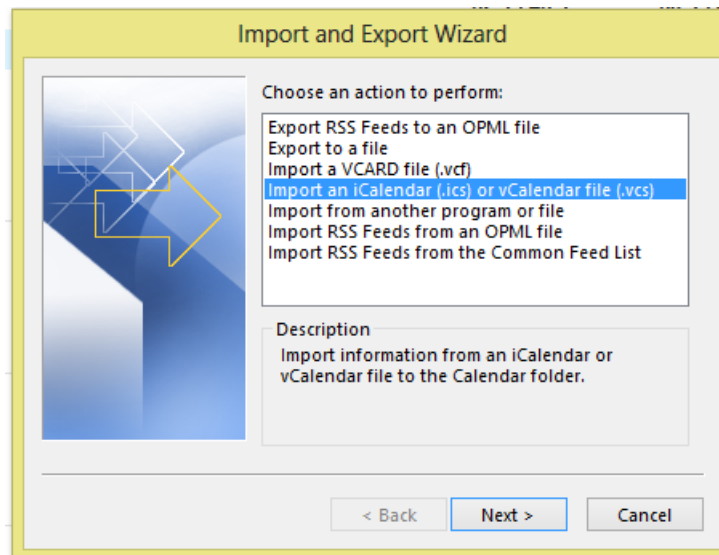 Import and Export Wizard
Choose an action to perform:
Export RSS Feeds to an OPML file
Export to a file
Import a VCARD file (.vcf)
Import an iCalendar (.ics) or vCalendar file (.vcs)
Import from another program or file
Import RSS Feeds from an OPML file
Import RSS Feeds from the Common Feed List
Description
Import information from an iCalendar or
vCalendar file to the Calendar folder.
< Back Next > Cancel